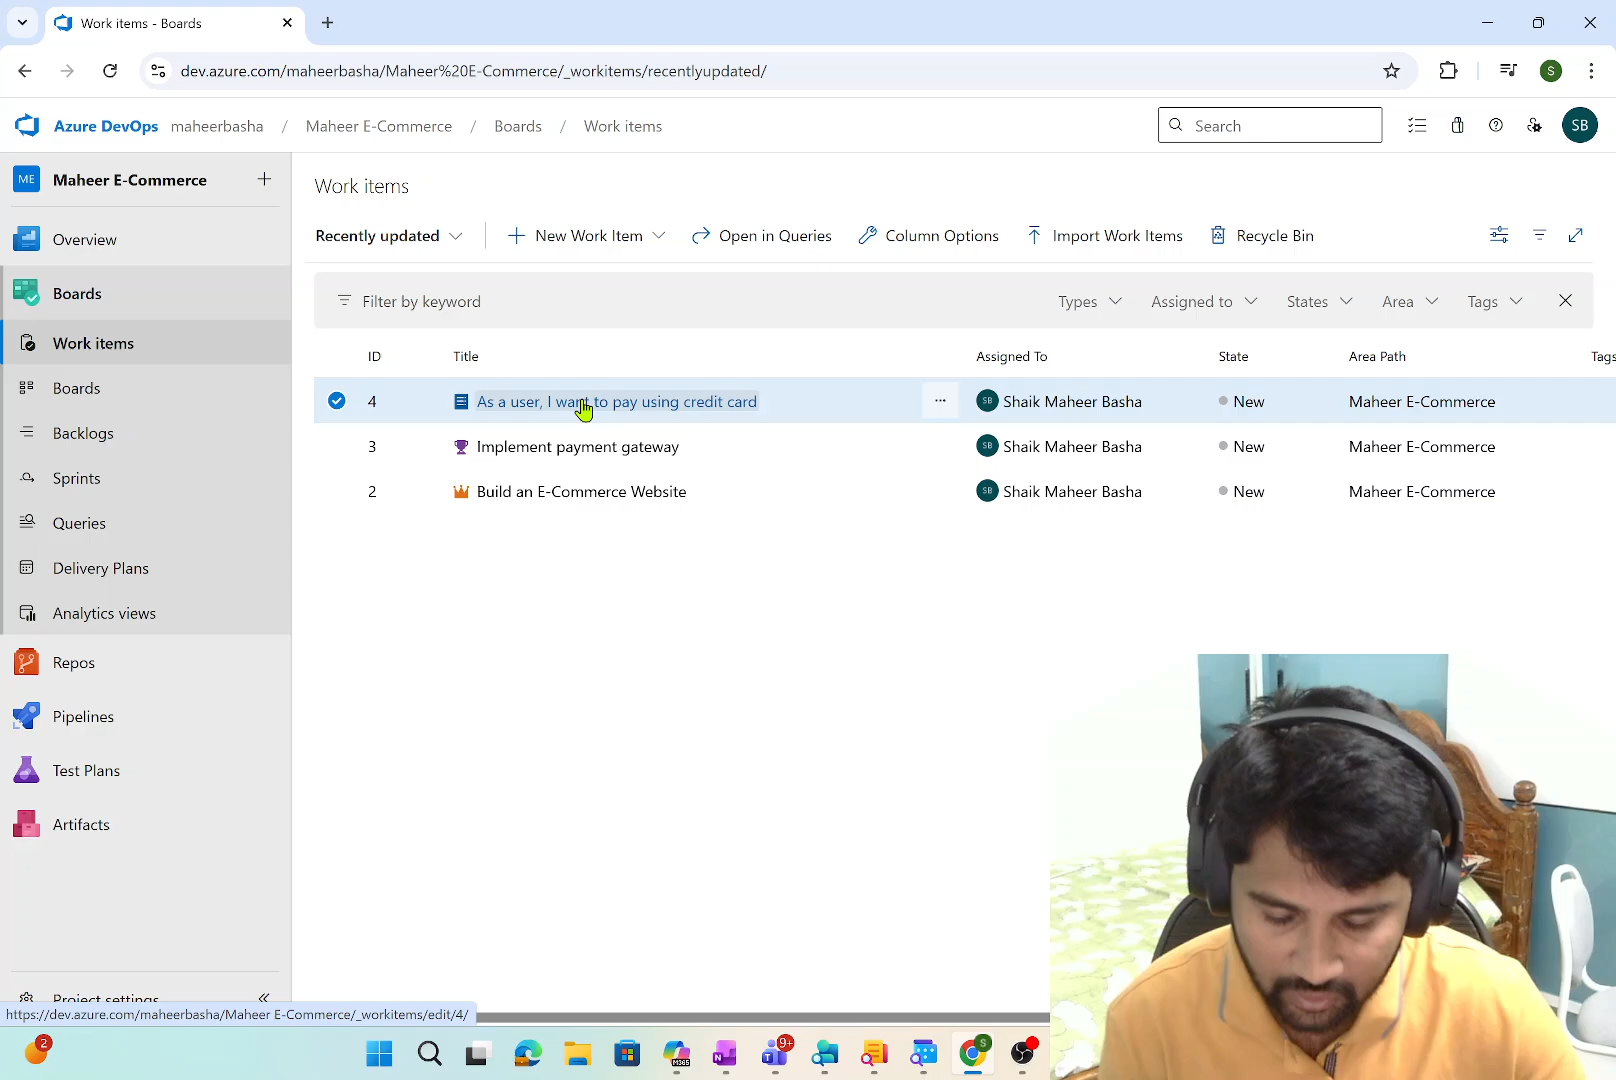 Work items - Boards
dev.azure.com/maheerbasha/Maheer%20E-Commerce/_workitems/recentlyupdated/
S
Azure DevOps maheerbasha / Maheer E-Commerce / Boards / Work items
Search
SB
ME Maheer E-Commerce
Overview
Boards
Work items
Boards
Backlogs
Sprints
Queries
Delivery Plans
Analytics views
Repos
Pipelines
Test Plans
Artifacts
Project settings
Work items
Recently updated New Work Item Open in Queries Column Options Import Work Items Recycle Bin
Filter by keyword Types Assigned to States Area Tags
ID Title Assigned To State Area Path Tags
4 As a user, I want to pay using credit card ... SB Shaik Maheer Basha New Maheer E-Commerce
3 Implement payment gateway SB Shaik Maheer Basha New Maheer E-Commerce
2 Build an E-Commerce Website SB Shaik Maheer Basha New Maheer E-Commerce
https://dev.azure.com/maheerbasha/Maheer E-Commerce/_workitems/edit/4/
2
M365
N
T
9+
S